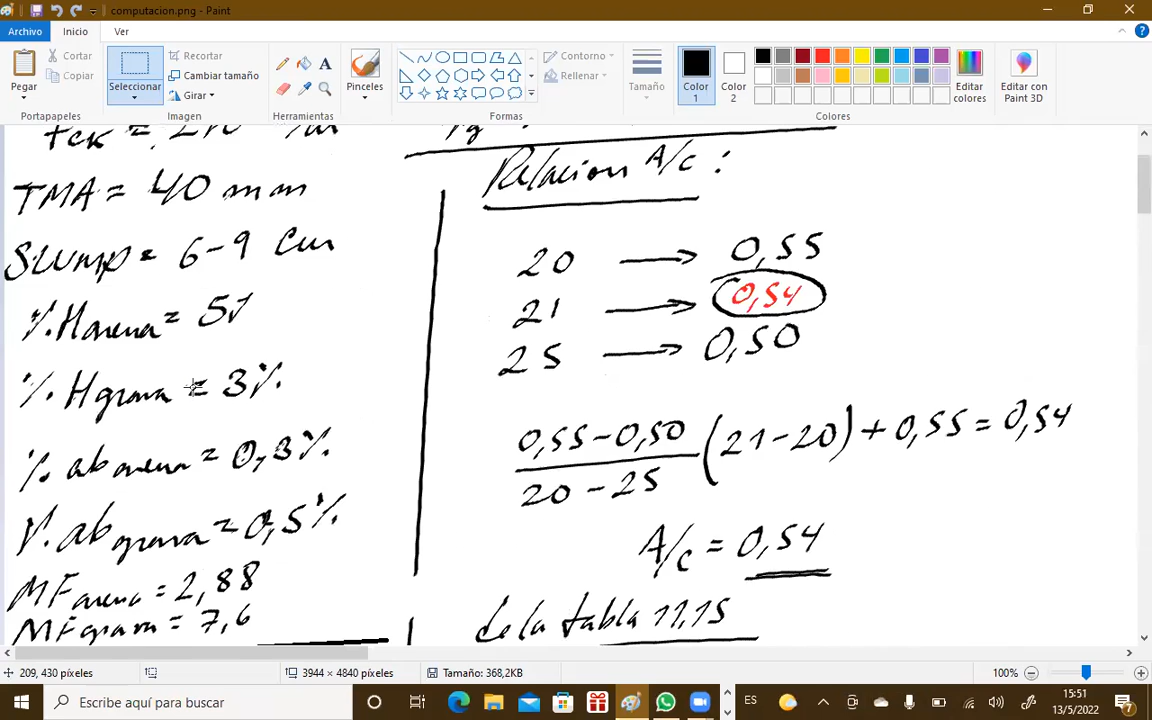 computacion.png - Paint
Archivo
Inicio
Ver
Pegar
Cortar
Copiar
Portapapeles
Seleccionar
Recortar
Cambiar tamaño
Girar
Imagen
Herramientas
Pinceles
Contorno
Rellenar
Formas
Tamaño
Color 1
Color 2
Editar colores
Editar con Paint 3D
Colores
fck =
TMA = 40 mm
SLUMP = 6-9 Cm
%Harena = 5%
% Hgrava = 3%
% ab arena = 0,3%
%. ab grava = 0,5%
MF arena = 2,88
MF grava = 7,6
Relacion A/c :
20 → 0,55
21 → 0,54
25 → 0,50
0,55-0,50 (21-20) + 0,55 = 0,54
20-25
A/c = 0,54
de la tabla 11,15
209, 430 píxeles
3944 × 4840 píxeles
Tamaño: 368,2KB
100%
Escribe aquí para buscar
ES
15:51
13/5/2022
7